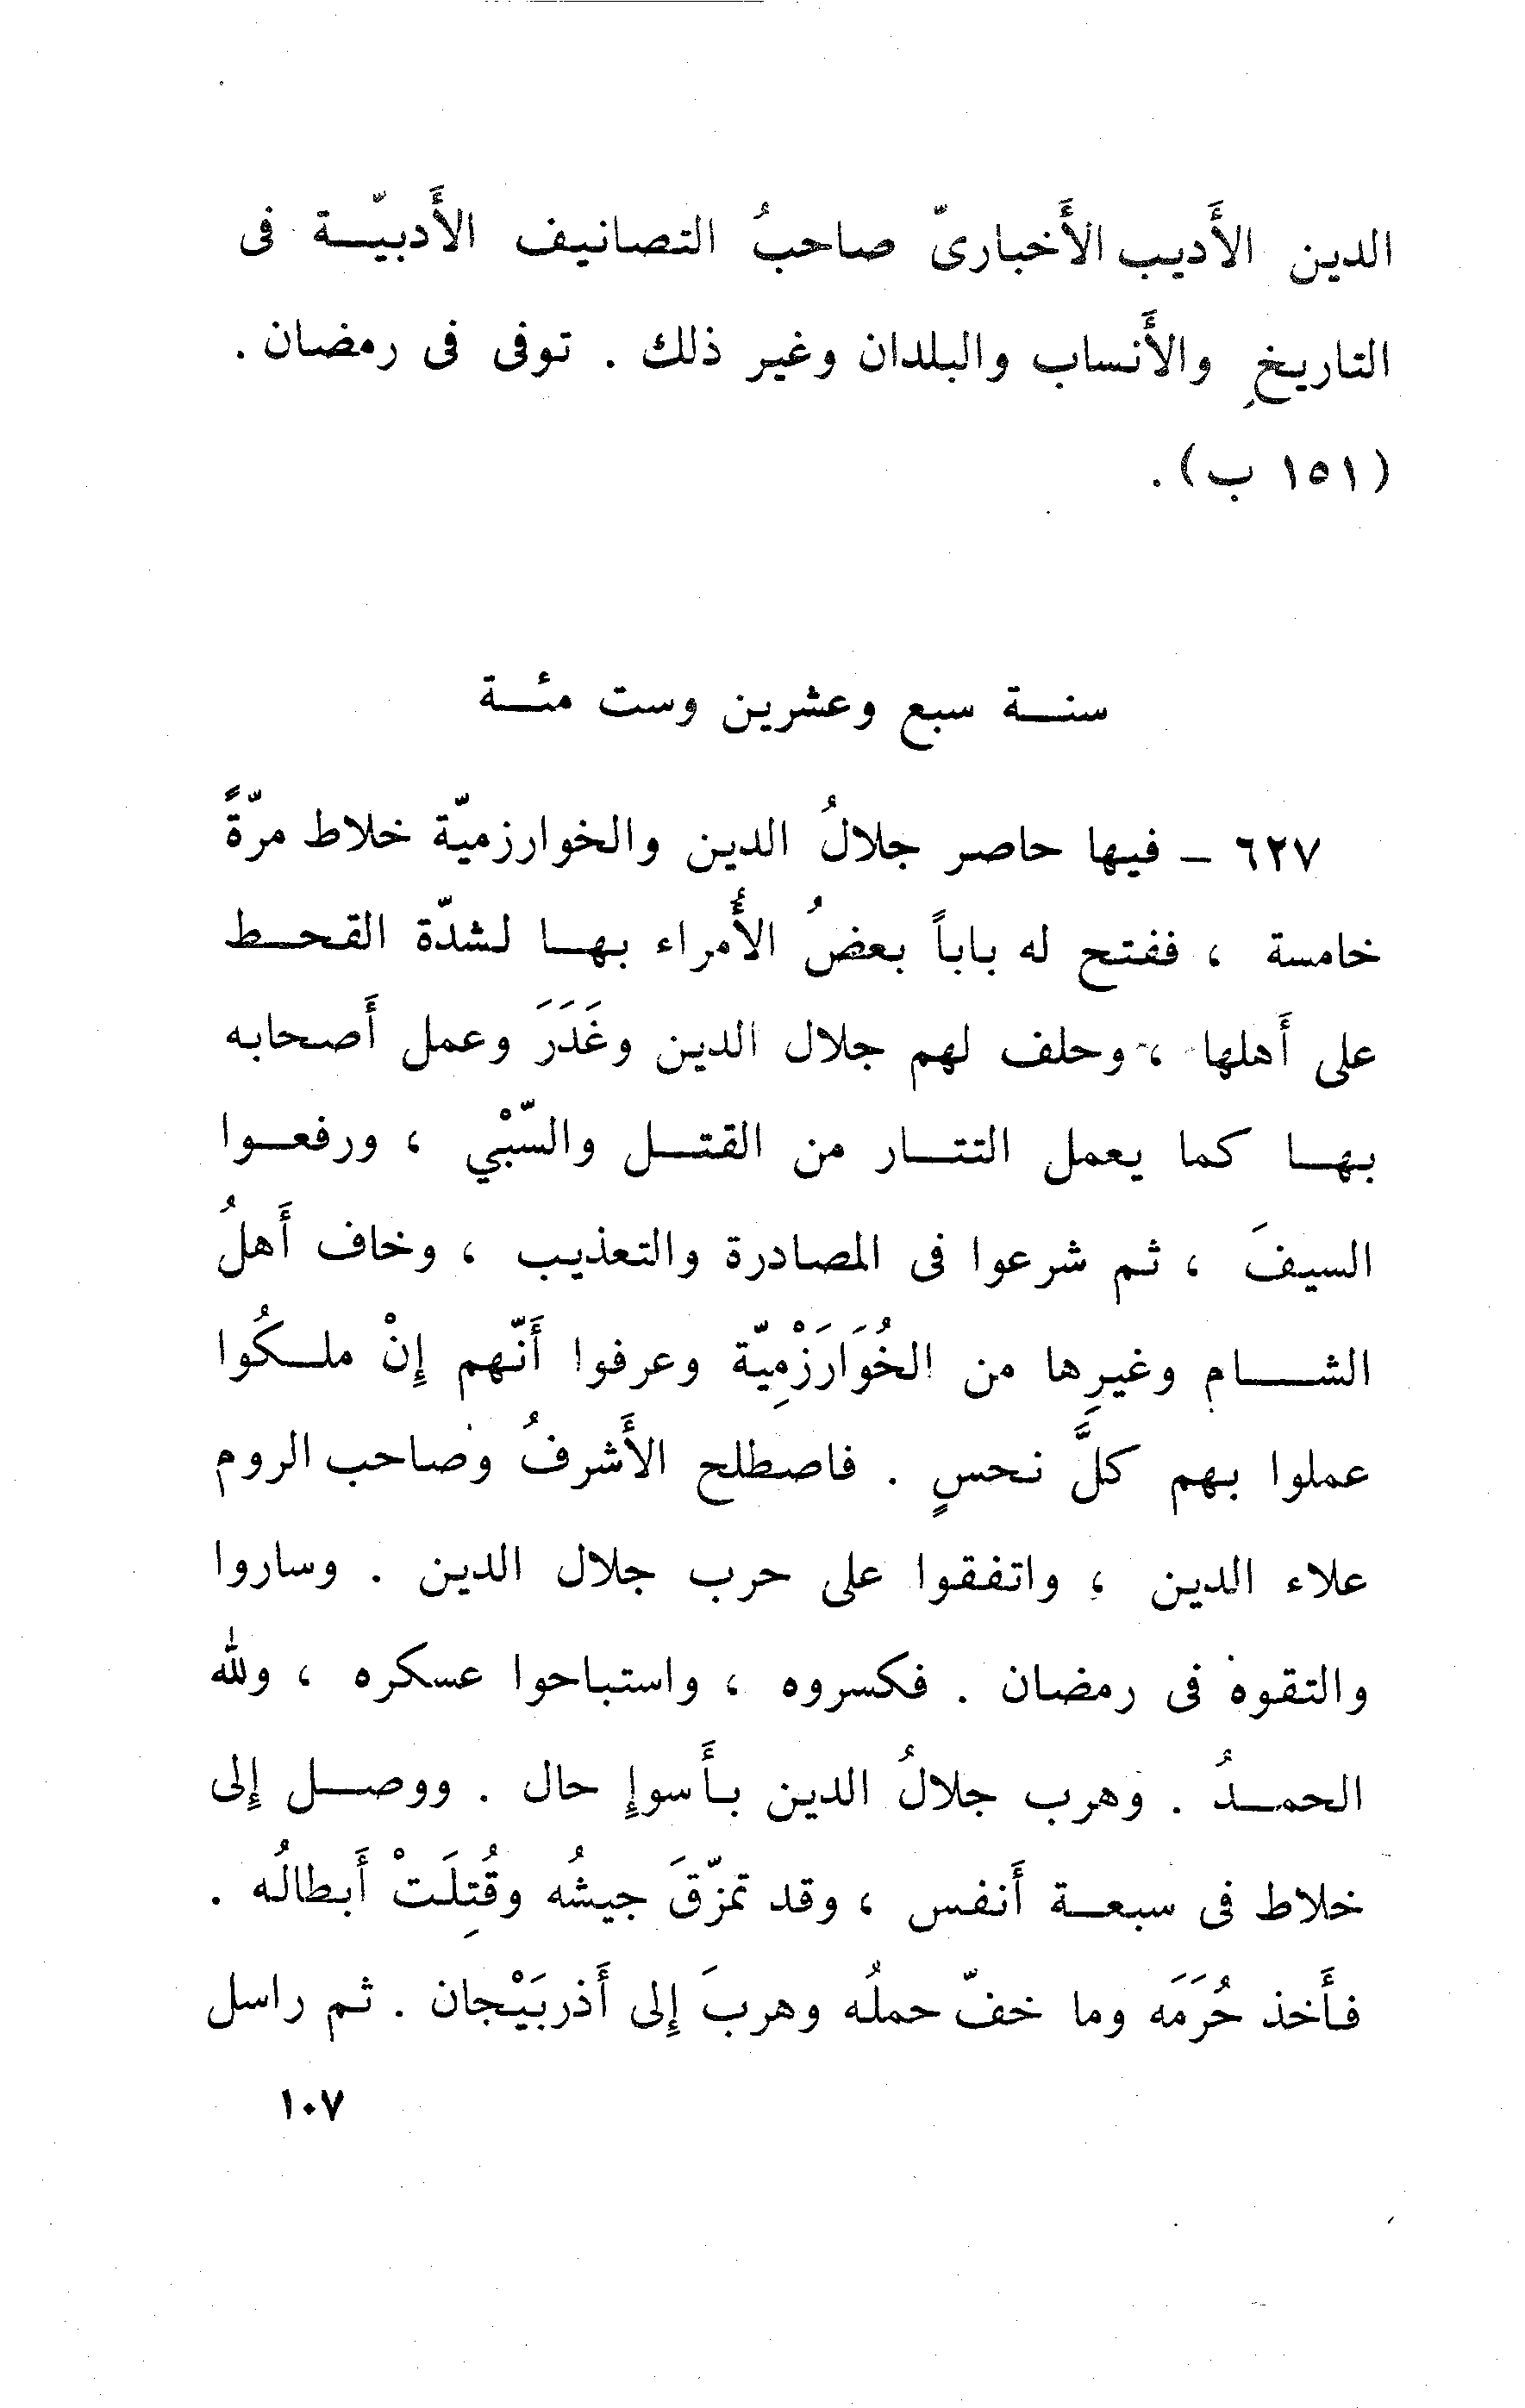 الدين الأَديب الأَخبارىّ صاحبُ التصانيف الأَدبيّة فى
التاريخِ والأَنساب والبلدان وغير ذلك . توفى فى رمضان .
(١٥١ ب) .
سنة سبع وعشرين وست مئة
٦٢٧ – فيها حاصر جلالُ الدين والخوارزميّة خلاط مرّةً
خامسة ، ففتح له باباً بعضُ الأُمراء بها لشدّة القحط
على أَهلها ، وحلف لهم جلال الدين وغَدَرَ وعمل أَصحابه
بها كما يعمل التتار من القتل والسّبْي ، ورفعوا
السيفَ ، ثم شرعوا فى المصادرة والتعذيب ، وخاف أَهلُ
الشام وغيرِها من الخُوَارَزْمِيّة وعرفوا أَنّهم إِنْ ملكُوا
عملوا بهم كلَّ نحسٍ . فاصطلح الأَشرفُ وصاحب الروم
علاء الدين ، واتفقوا على حرب جلال الدين . وساروا
والتقوه فى رمضان . فكسروه ، واستباحوا عسكره ، ولله
الحمدُ . وهرب جلالُ الدين بأَسوإِ حال . ووصل إِلى
خلاط فى سبعة أَنفس ، وقد تمزّقَ جيشُه وقُتِلَتْ أَبطالُه .
فأَخذ حُرَمَه وما خفّ حملُه وهربَ إِلى أَذربَيْجان . ثم راسل
١٠٧